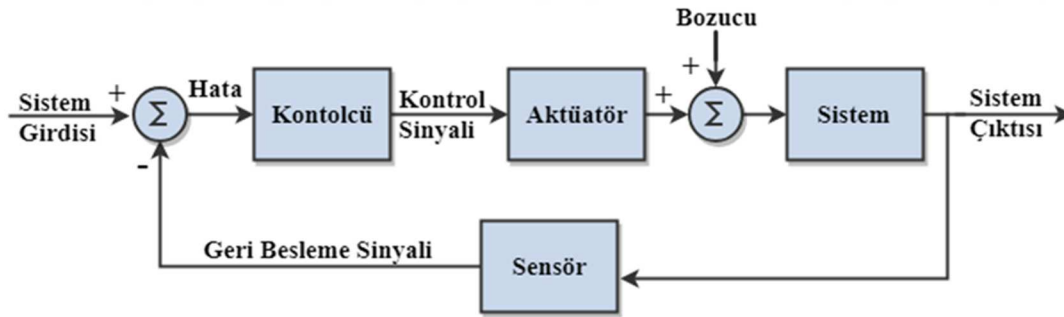 Bozucu
Sistem
Girdisi
+
Σ
-
Hata
Kontolcü
Kontrol
Sinyali
Aktüatör
+
+
Σ
Sistem
Sistem
Çıktısı
Geri Besleme Sinyali
Sensör